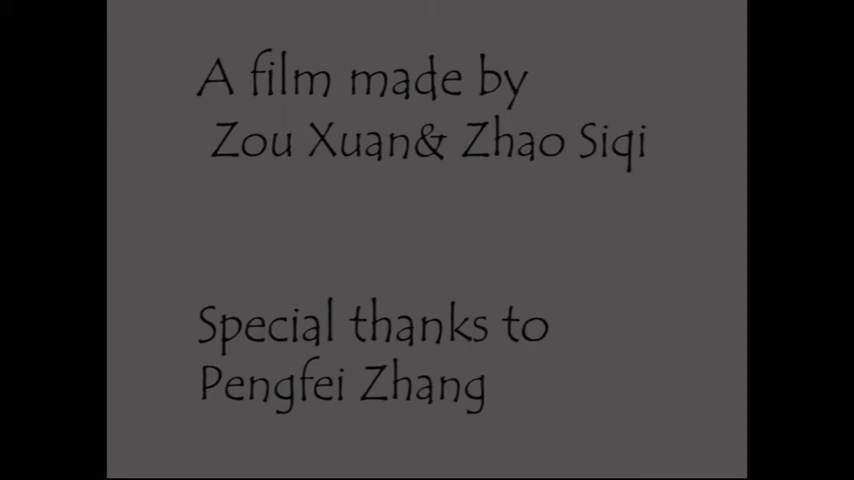 A film made by
Zou Xuan& Zhao Siqi
Special thanks to
Pengfei Zhang